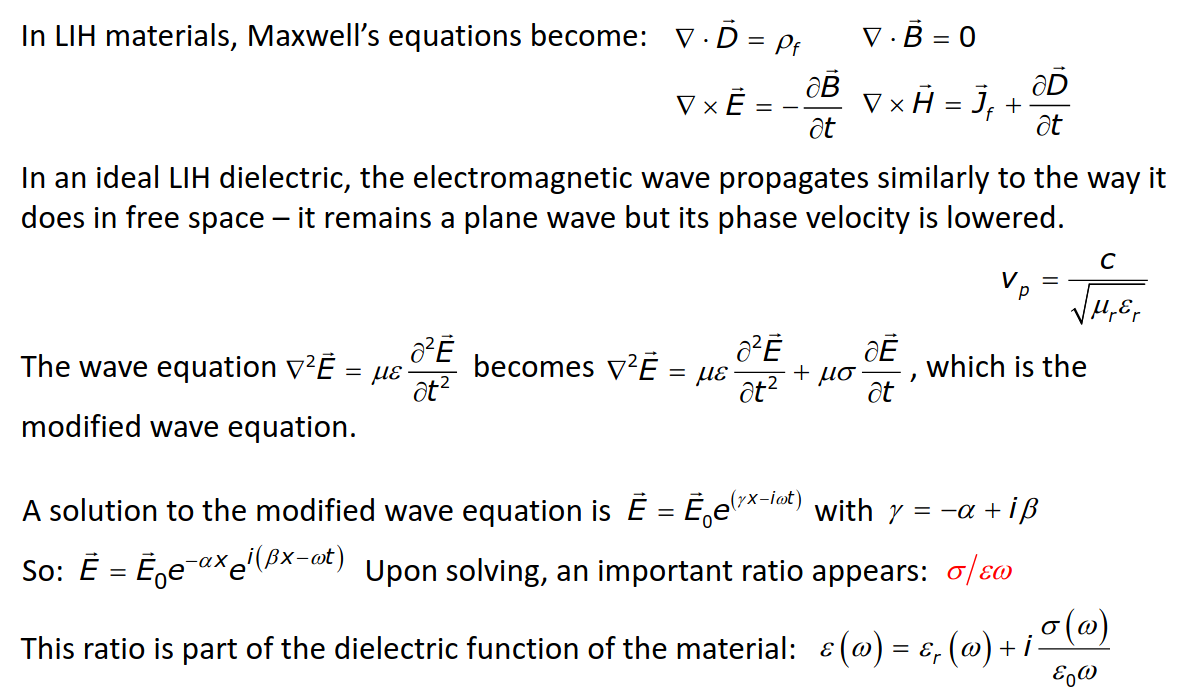 In LIH materials, Maxwell’s equations become: ∇ · D⃗ = ρ_f ∇ · B⃗ = 0
∇ × E⃗ = −∂B⃗/∂t ∇ × H⃗ = J⃗_f + ∂D⃗/∂t
In an ideal LIH dielectric, the electromagnetic wave propagates similarly to the way it
does in free space – it remains a plane wave but its phase velocity is lowered.
v_p = c/√(μ_r ε_r)
The wave equation ∇²E⃗ = με ∂²E⃗/∂t² becomes ∇²E⃗ = με ∂²E⃗/∂t² + μσ ∂E⃗/∂t , which is the
modified wave equation.
A solution to the modified wave equation is E⃗ = E⃗₀e^(γx−iωt) with γ = −α + iβ
So: E⃗ = E⃗₀e^−αx e^i(βx−ωt) Upon solving, an important ratio appears: σ/εω
This ratio is part of the dielectric function of the material: ε(ω) = ε_r(ω) + i σ(ω)/ε₀ω